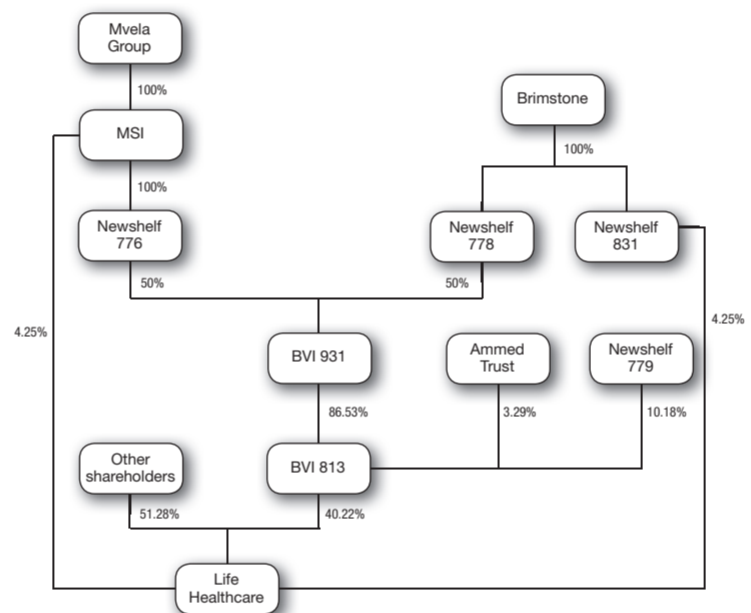 Mvela
Group
100%
Brimstone
MSI
100%
100%
Newshelf
776
Newshelf
778
Newshelf
831
50%
50%
4.25%
4.25%
BVI 931
Ammed
Trust
Newshelf
779
86.53%
3.29%
10.18%
Other
shareholders
BVI 813
51.28%
40.22%
Life
Healthcare